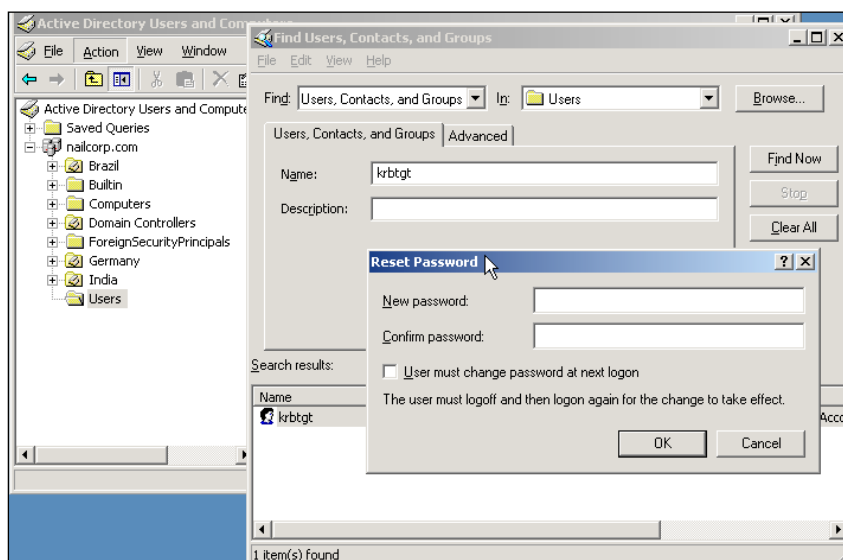 Active Directory Users and Com
File Action View Window
Active Directory Users and Compute
Saved Queries
nailcorp.com
Brazil
Builtin
Computers
Domain Controllers
ForeignSecurityPrincipals
Germany
India
Users
Find Users, Contacts, and Groups
File Edit View Help
Find: Users, Contacts, and Groups In: Users Browse...
Users, Contacts, and Groups Advanced
Name: krbtgt
Description:
Find Now
Stop
Clear All
Reset Password
New password:
Confirm password:
User must change password at next logon
The user must logoff and then logon again for the change to take effect.
OK Cancel
Search results:
Name
krbtgt Acco
1 item(s) found